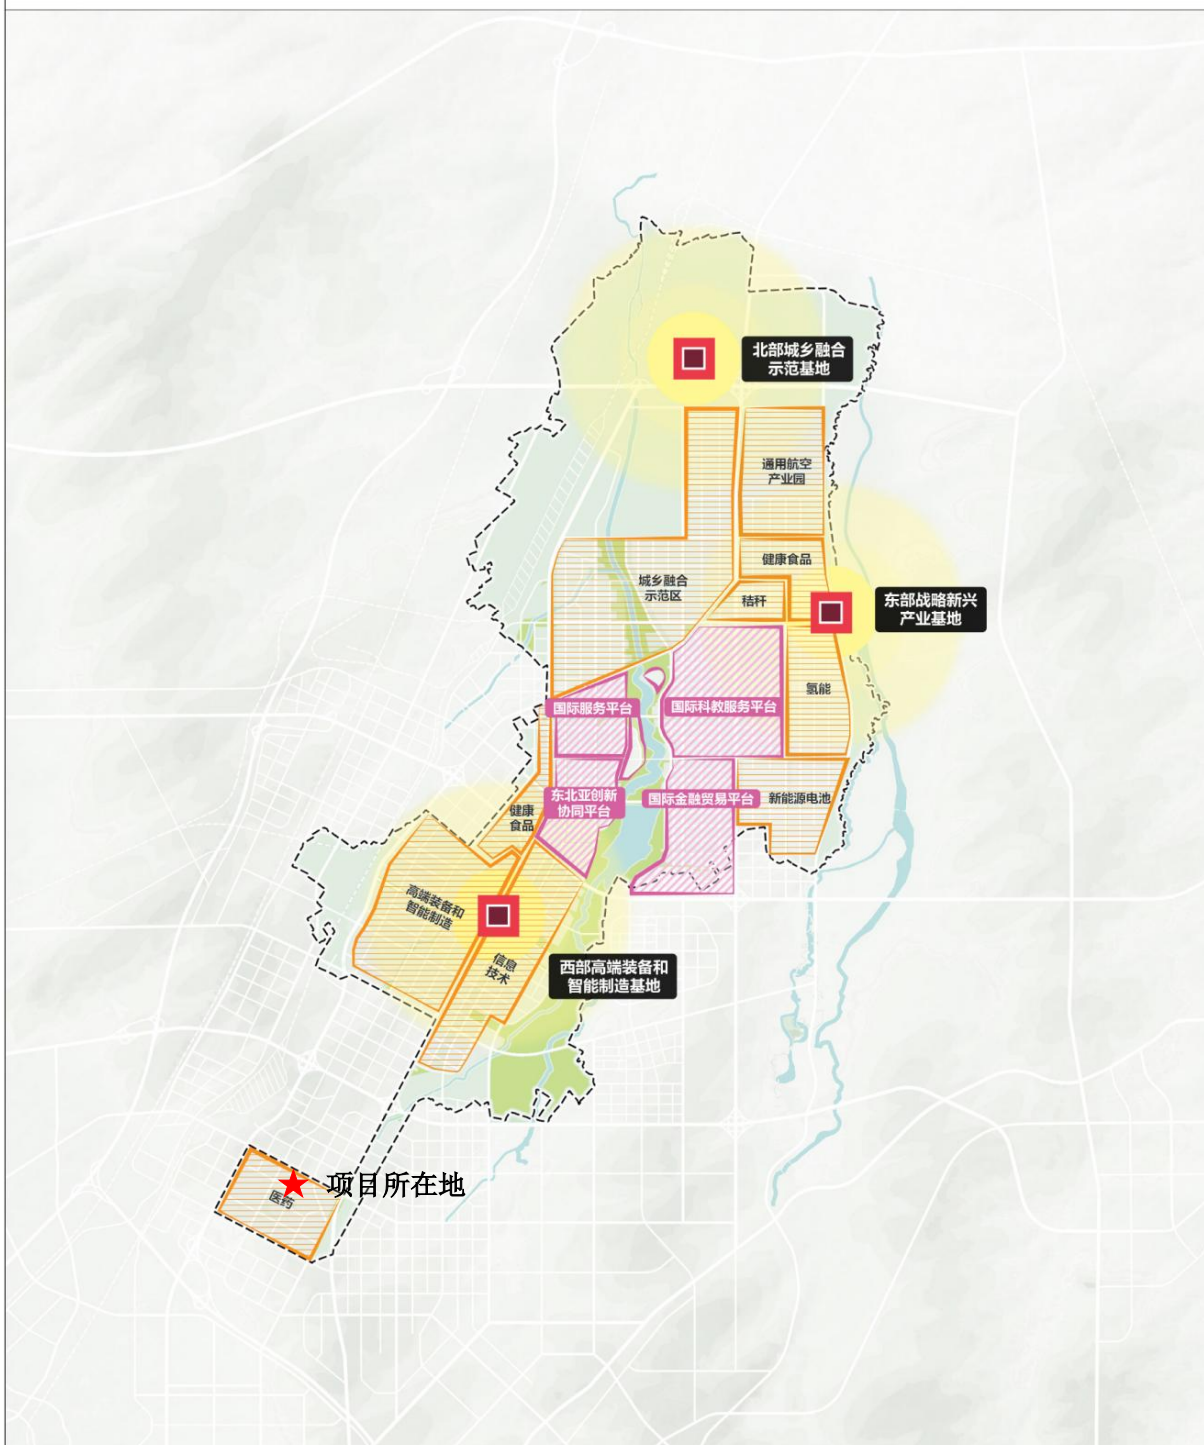 北部城乡融合
示范基地
通用航空
产业园
健康食品
城乡融合
示范区
秸秆
东部战略新兴
产业基地
氢能
国际服务平台
国际科教服务平台
东北亚创新
协同平台
国际金融贸易平台
新能源电池
健康
食品
高端装备和
智能制造
信息
技术
西部高端装备和
智能制造基地
项目所在地
医药